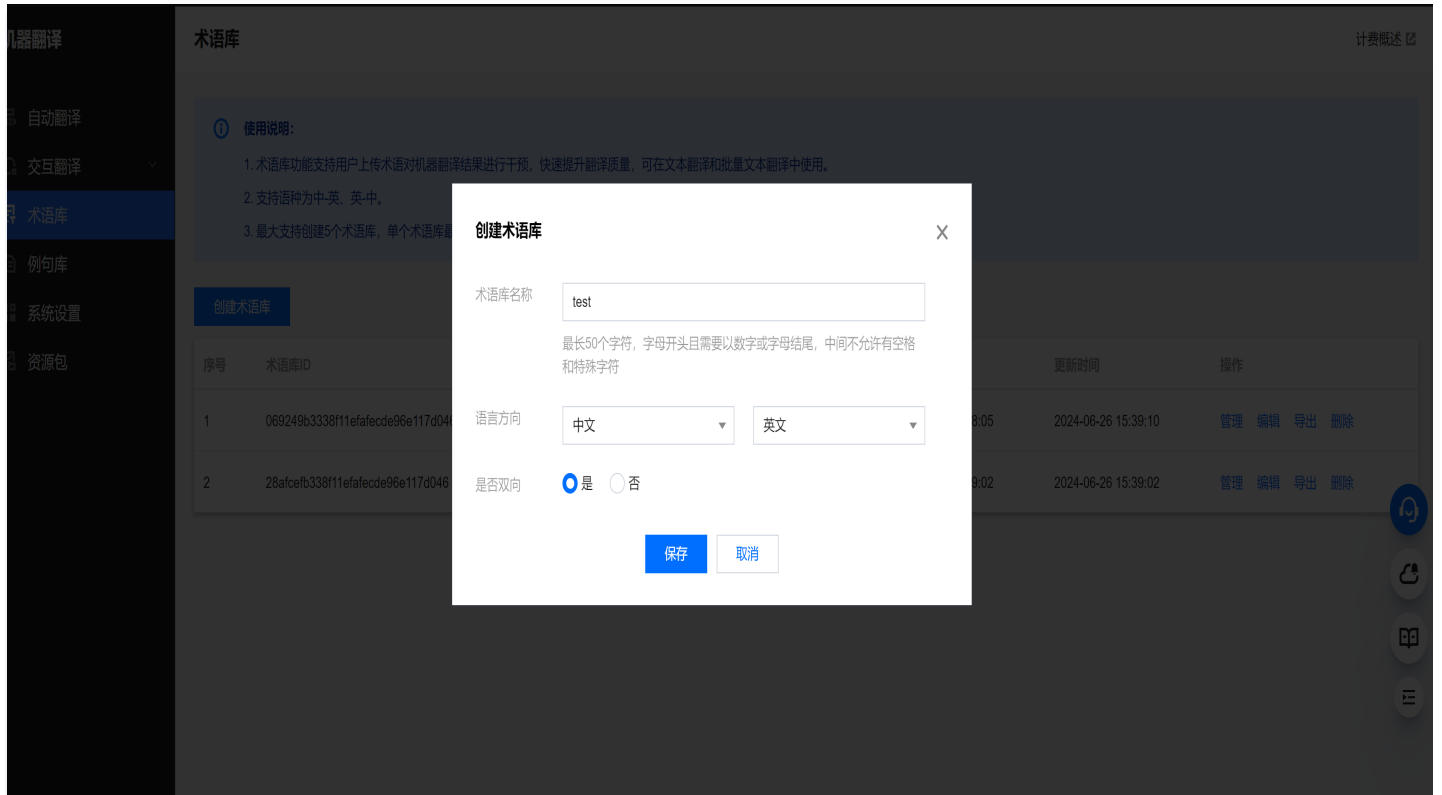 机器翻译
术语库
计费概述
自动翻译
交互翻译
术语库
例句库
系统设置
资源包
使用说明：
1. 术语库功能支持用户上传术语对机器翻译结果进行干预，快速提升翻译质量，可在文本翻译和批量文本翻译中使用。
2. 支持语种为中-英、英-中。
3. 最大支持创建5个术语库，单个术语库
创建术语库
序号 术语库ID 更新时间 操作
1 069249b3338f11efafecde96e117d046 8:05 2024-06-26 15:39:10 管理 编辑 导出 删除
2 28afcefb338f11efafecde96e117d046 9:02 2024-06-26 15:39:02 管理 编辑 导出 删除
创建术语库
术语库名称 test
最长50个字符，字母开头且需要以数字或字母结尾，中间不允许有空格
和特殊字符
语言方向 中文 英文
是否双向 是 否
保存 取消